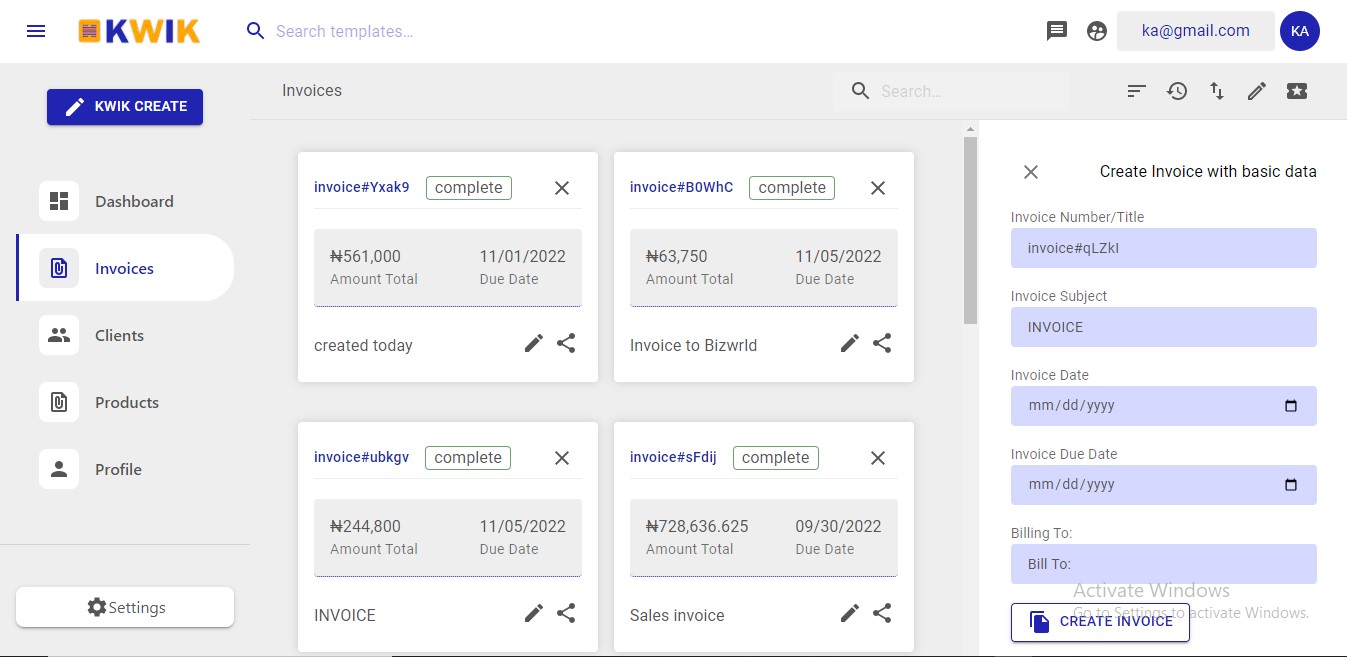 KWIK
Search templates...
ka@gmail.com
KA
KWIK CREATE
Dashboard
Invoices
Clients
Products
Profile
Settings
Invoices
Search...
invoice#Yxak9 complete
₦561,000 11/01/2022
Amount Total Due Date
created today
invoice#B0WhC complete
₦63,750 11/05/2022
Amount Total Due Date
Invoice to Bizwrld
invoice#ubkgv complete
₦244,800 11/05/2022
Amount Total Due Date
INVOICE
invoice#sFdij complete
₦728,636.625 09/30/2022
Amount Total Due Date
Sales invoice
Create Invoice with basic data
Invoice Number/Title
invoice#qLZkI
Invoice Subject
INVOICE
Invoice Date
mm/dd/yyyy
Invoice Due Date
mm/dd/yyyy
Billing To:
Bill To:
Activate Windows
Go to Settings to activate Windows.
CREATE INVOICE